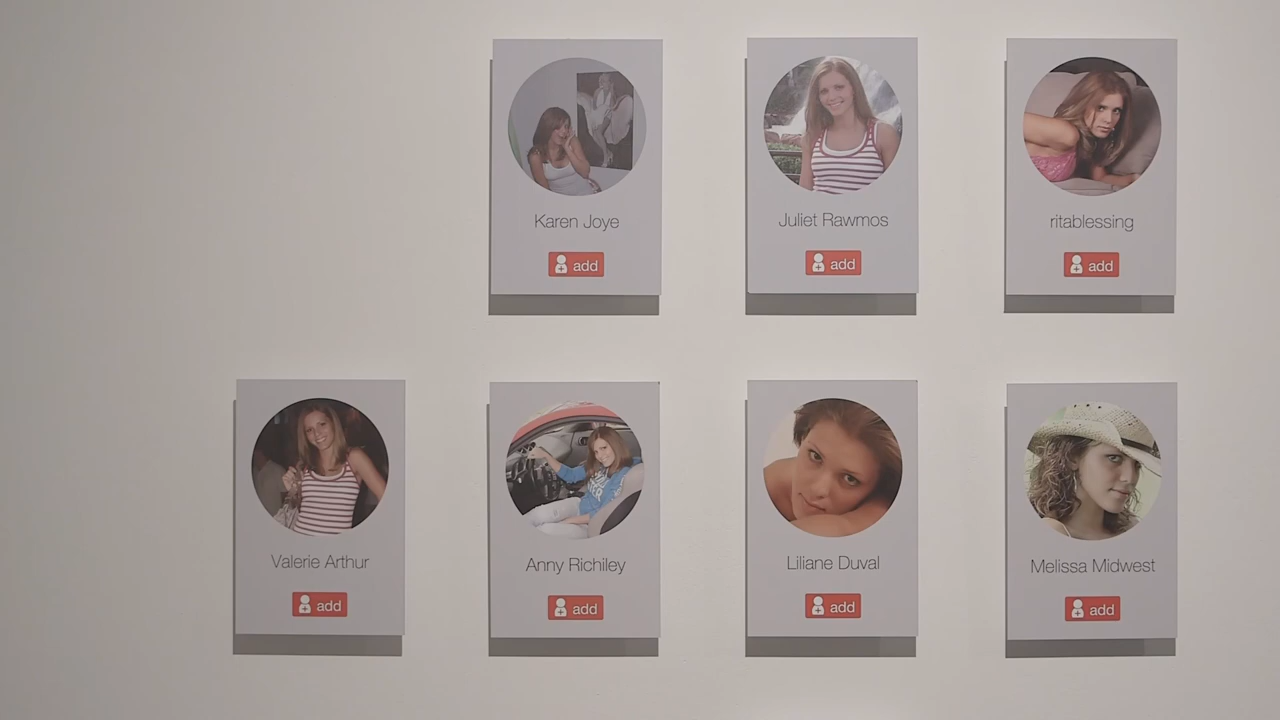 Karen Joye
add
Juliet Rawmos
add
ritablessing
add
Valerie Arthur
add
Anny Richiley
add
Liliane Duval
add
Melissa Midwest
add